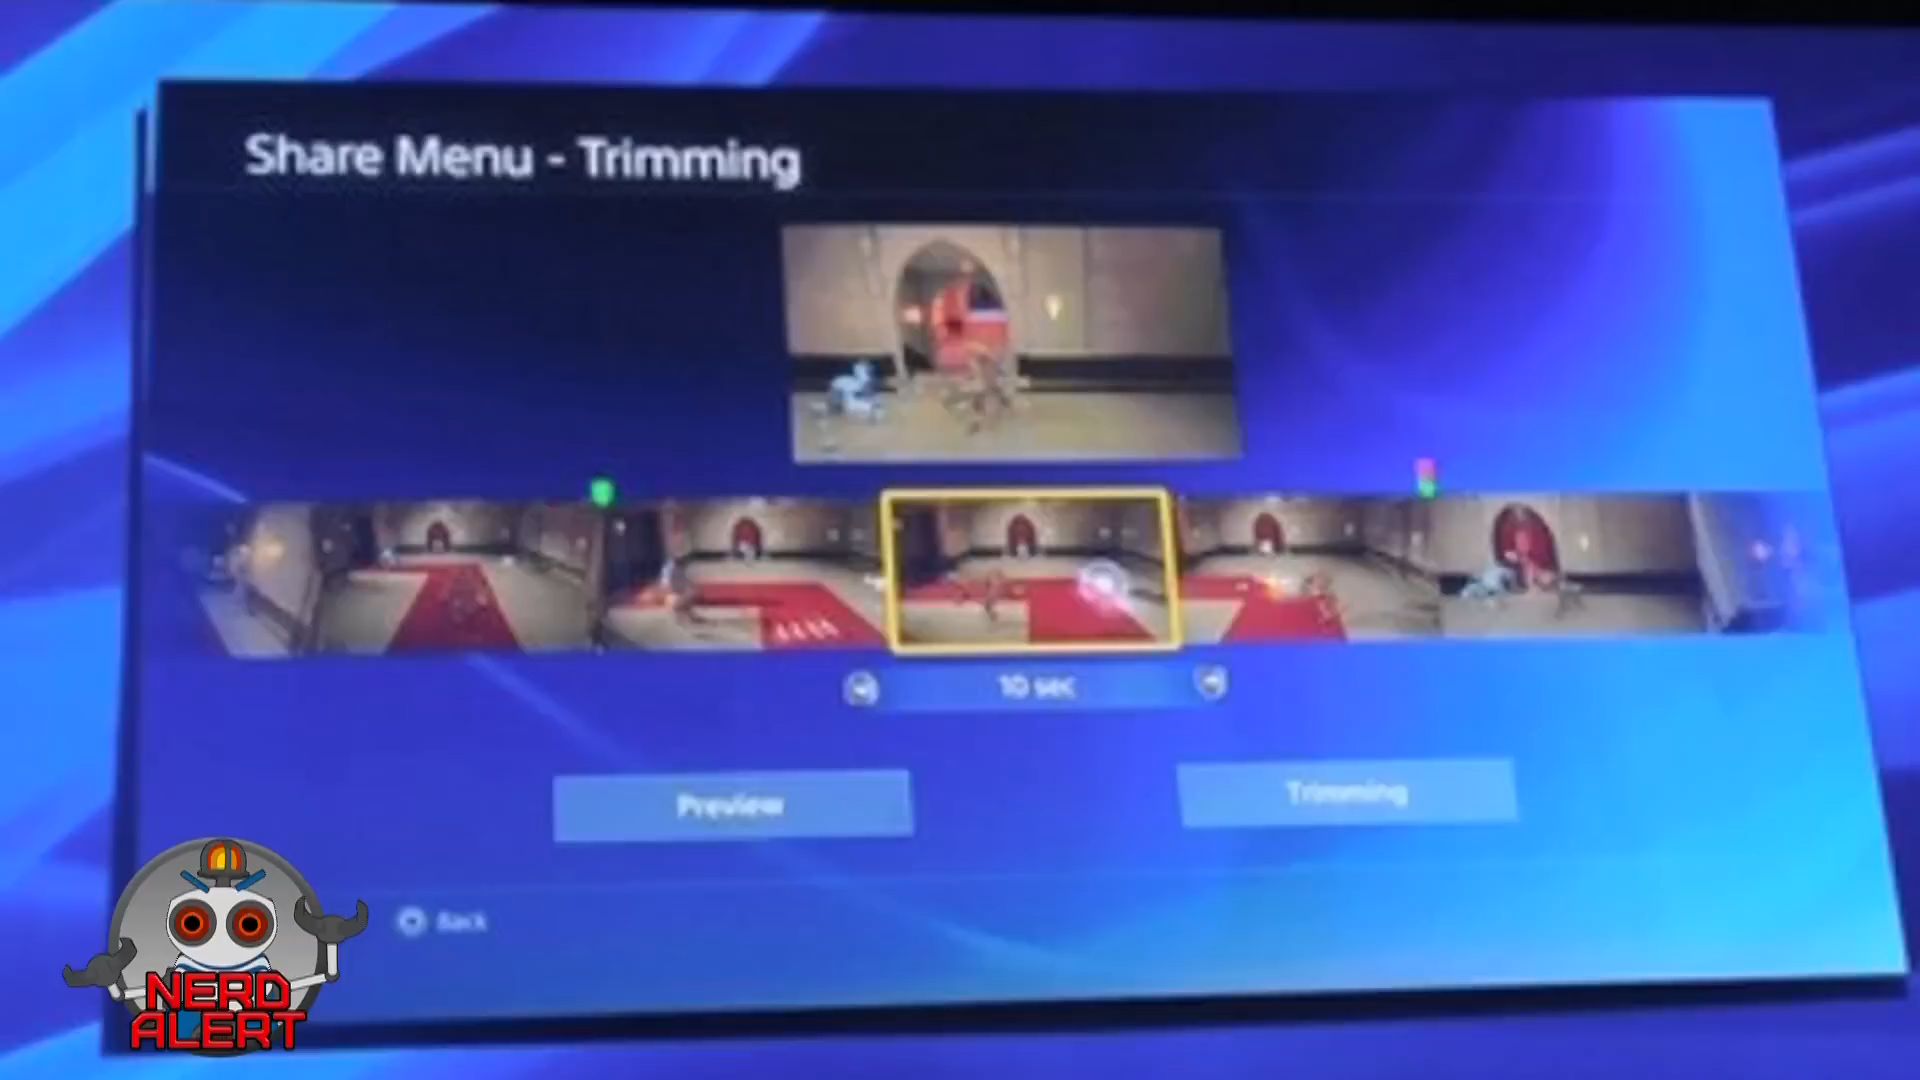 Share Menu - Trimming
10 sec
Preview
Trimming
Back
NERD
ALERT